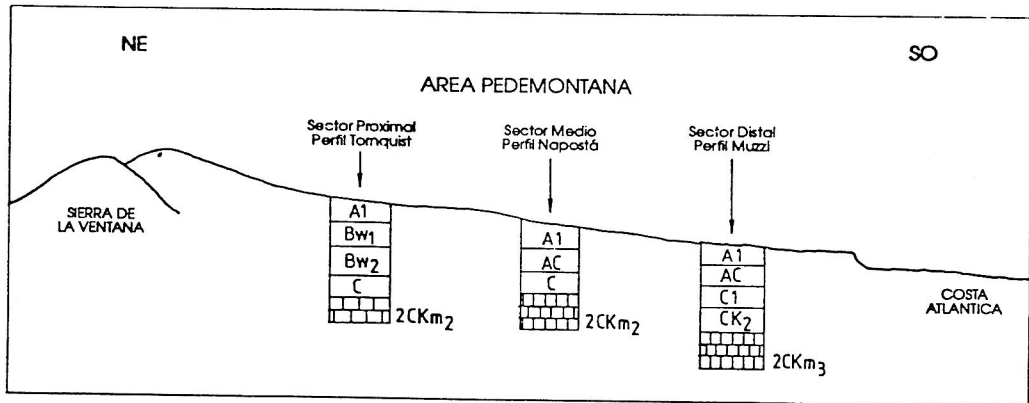 NE
SO
AREA PEDEMONTANA
Sector Proximal
Perfil Tornquist
Sector Medio
Perfil Napostá
Sector Distal
Perfil Muzzi
SIERRA DE
LA VENTANA
A1
Bw1
Bw2
C
2CKm2
A1
AC
C
2CKm2
A1
AC
C1
CK2
2CKm3
COSTA
ATLANTICA